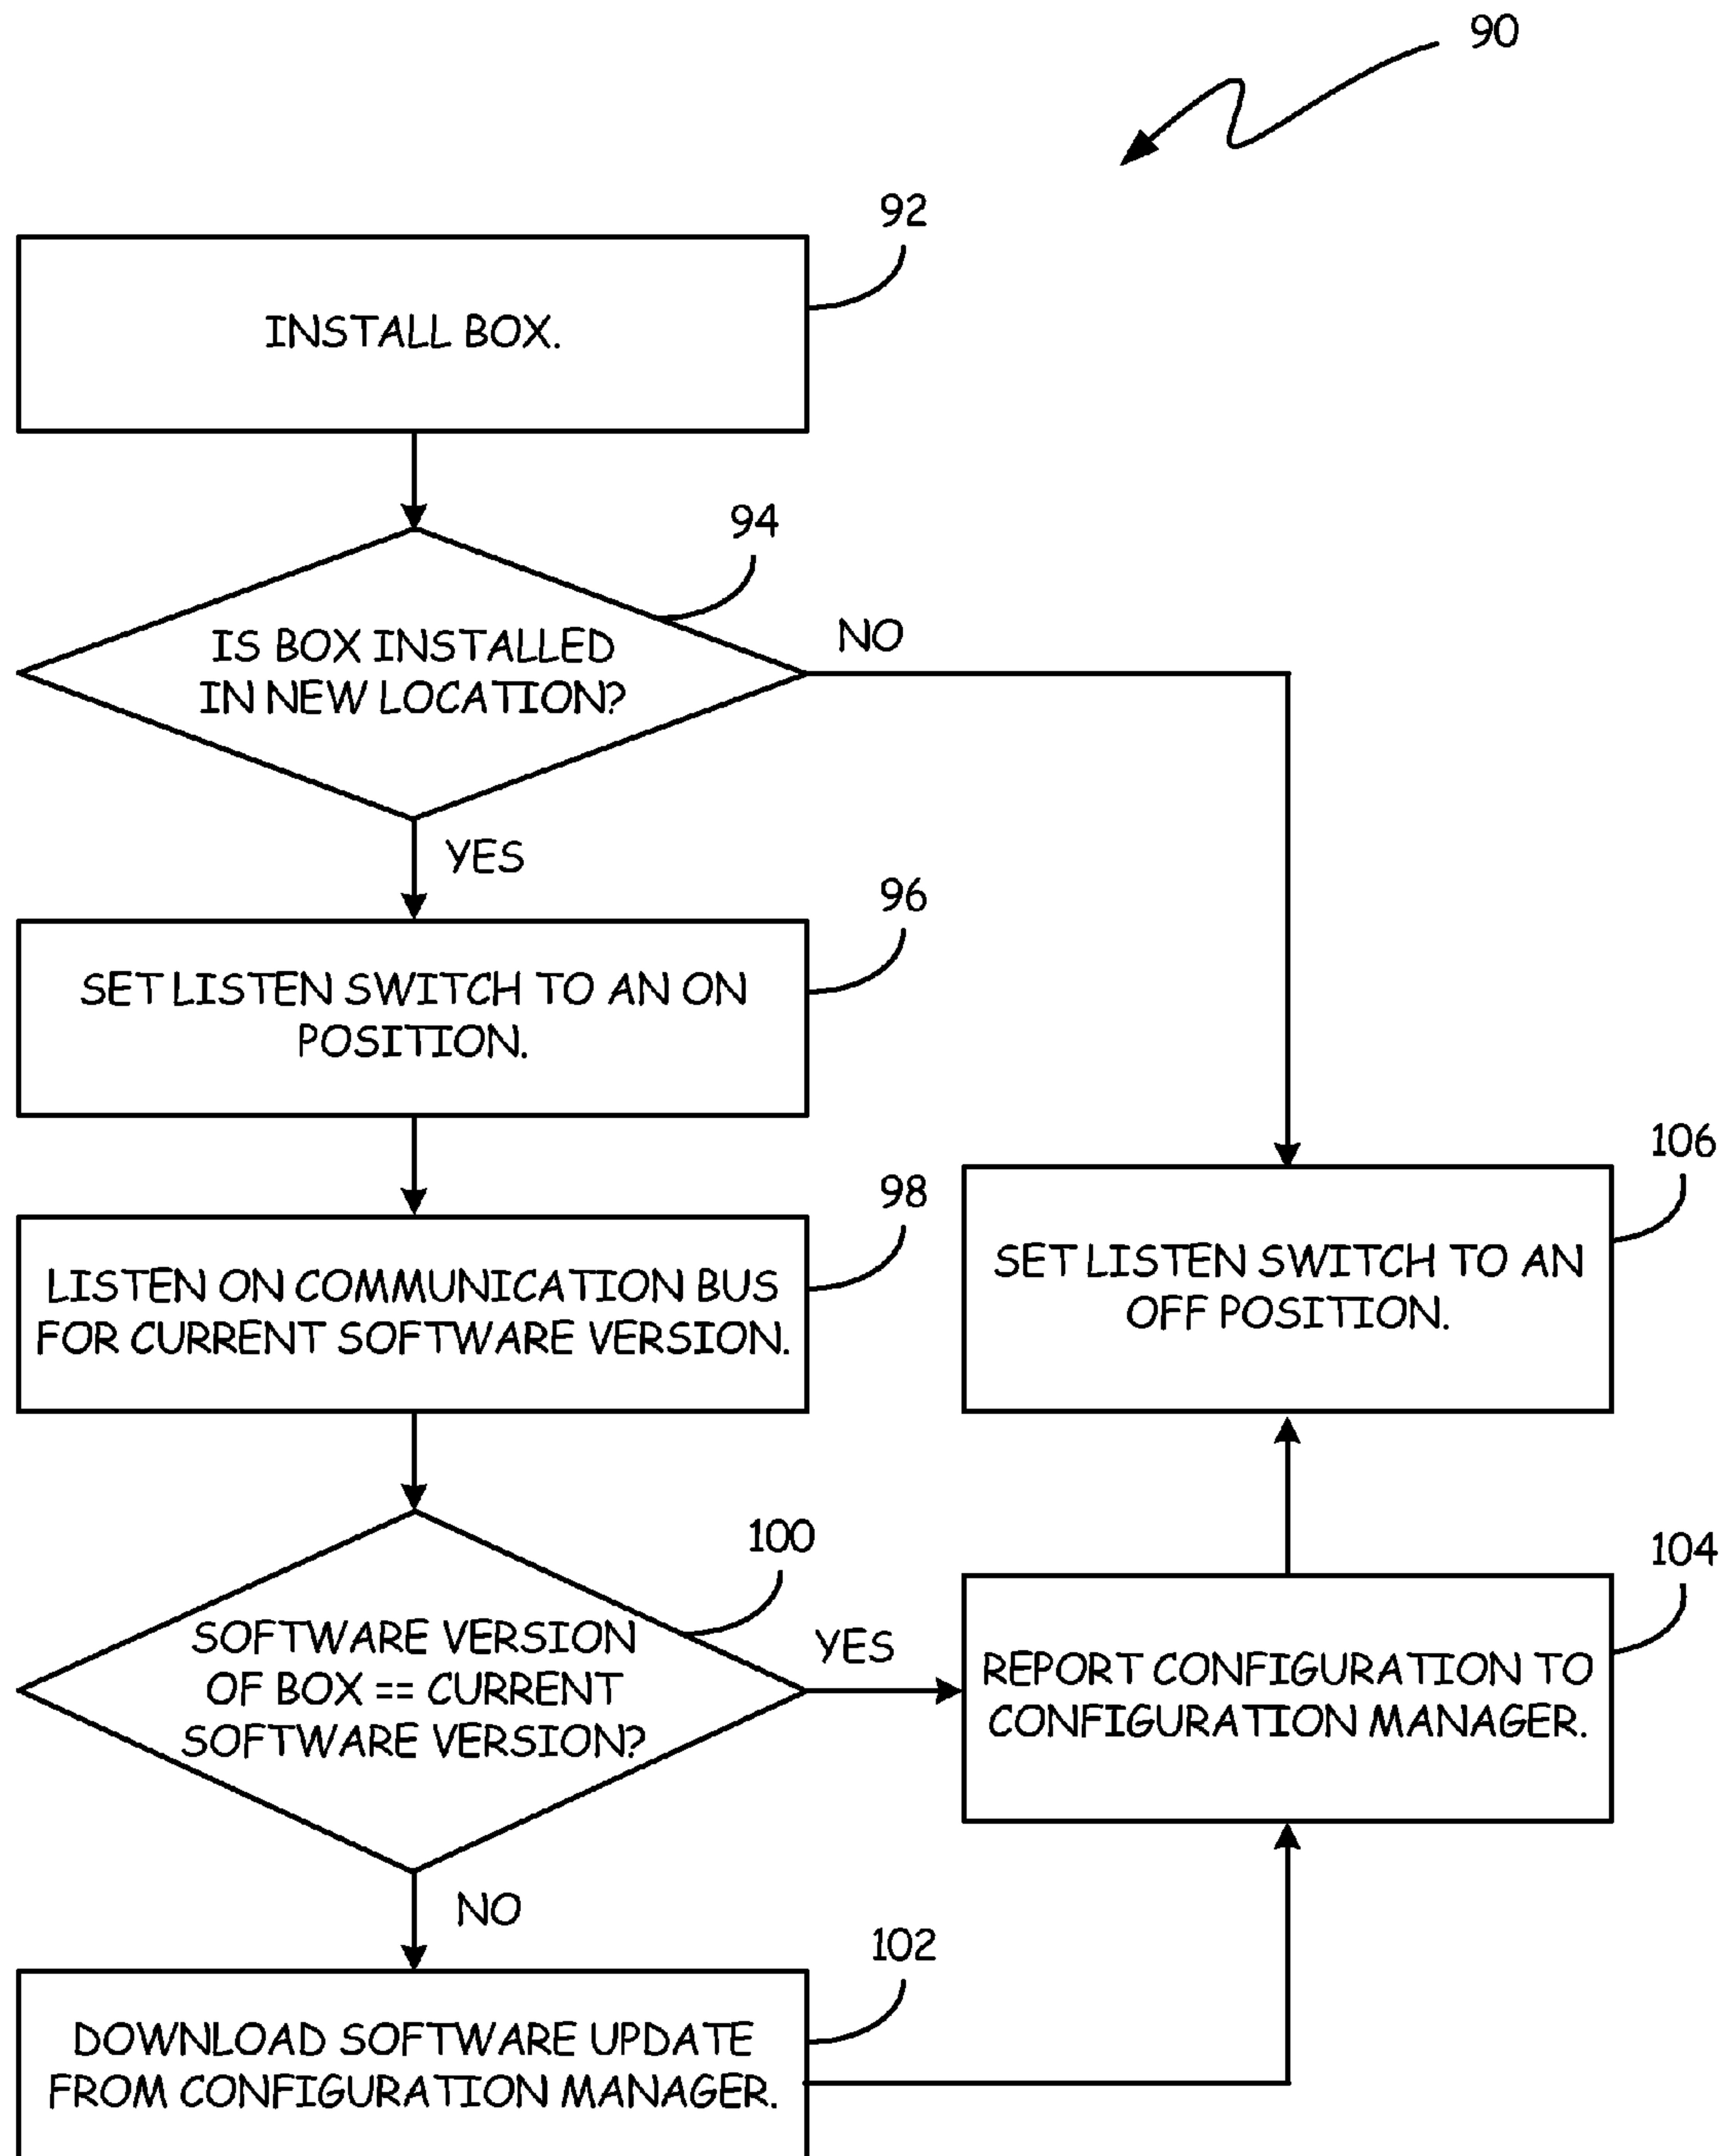 90
92
INSTALL BOX.
94
IS BOX INSTALLED
IN NEW LOCATION?
NO
YES
96
SET LISTEN SWITCH TO AN ON
POSITION.
98
LISTEN ON COMMUNICATION BUS
FOR CURRENT SOFTWARE VERSION.
106
SET LISTEN SWITCH TO AN
OFF POSITION.
100
SOFTWARE VERSION
OF BOX == CURRENT
SOFTWARE VERSION?
YES
104
REPORT CONFIGURATION TO
CONFIGURATION MANAGER.
NO
102
DOWNLOAD SOFTWARE UPDATE
FROM CONFIGURATION MANAGER.